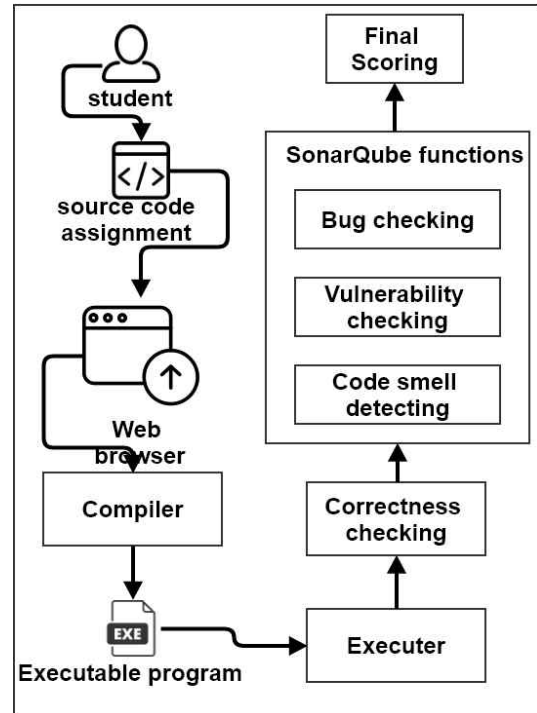 student
</>
source code
assignment
Web
browser
Compiler
EXE
Executable program
Executer
Correctness
checking
SonarQube functions
Bug checking
Vulnerability
checking
Code smell
detecting
Final
Scoring